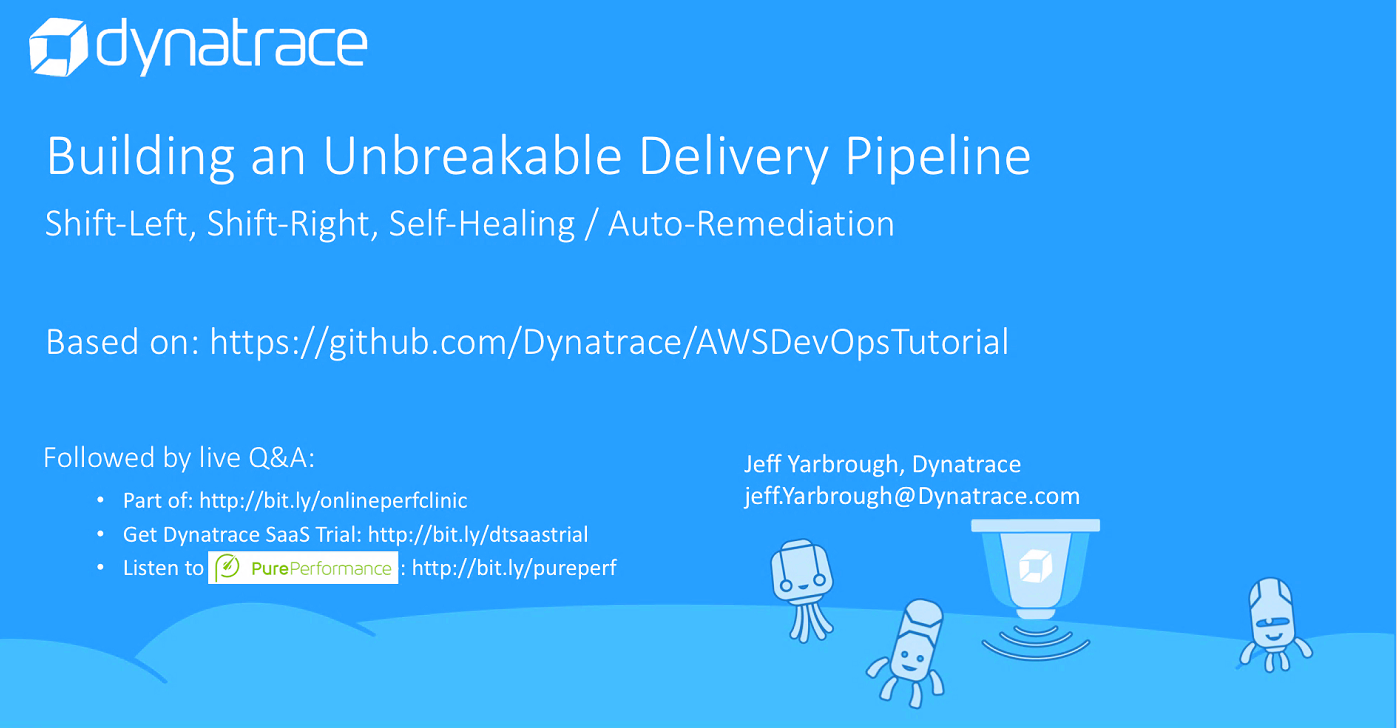 dynatrace
Building an Unbreakable Delivery Pipeline
Shift-Left, Shift-Right, Self-Healing / Auto-Remediation
Based on: https://github.com/Dynatrace/AWSDevOpsTutorial
Followed by live Q&A:
• Part of: http://bit.ly/onlineperfclinic
• Get Dynatrace SaaS Trial: http://bit.ly/dtsaastrial
• Listen to PurePerformance : http://bit.ly/pureperf
Jeff Yarbrough, Dynatrace
jeff.Yarbrough@Dynatrace.com